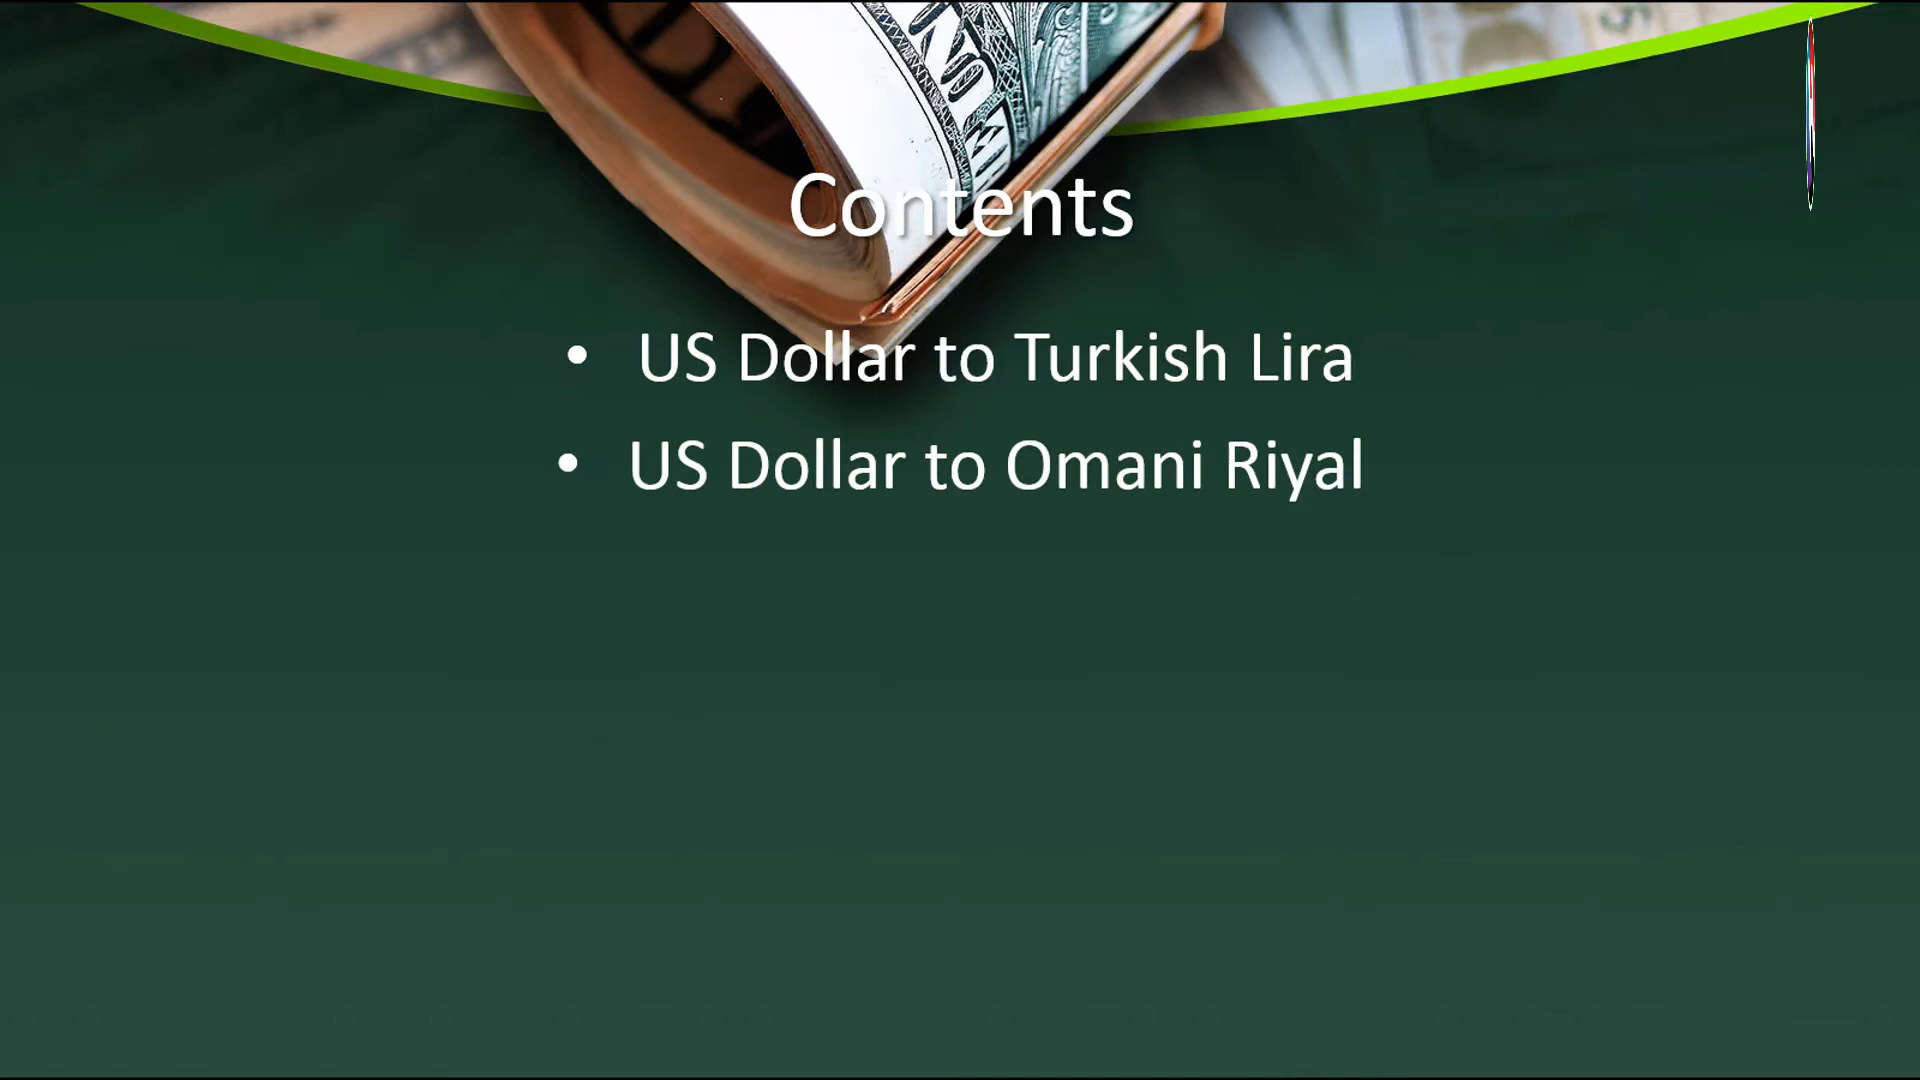 Contents
• US Dollar to Turkish Lira
• US Dollar to Omani Riyal